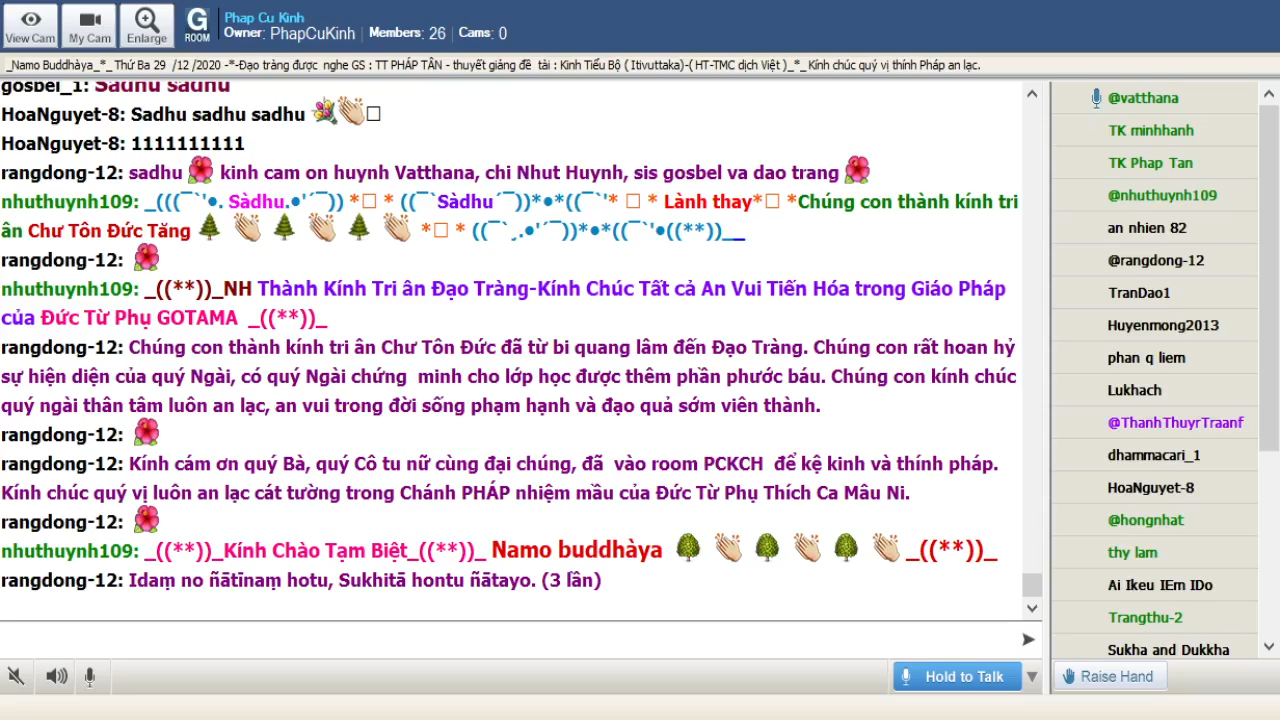 View Cam
My Cam
Enlarge
G
ROOM
Phap Cu Kinh
Owner: PhapCuKinh | Members: 26 | Cams: 0
_Namo Buddhàya_*_ Thứ Ba 29 /12 /2020 -*-Đạo tràng được nghe GS : TT PHÁP TÂN - thuyết giảng đề tài : Kinh Tiểu Bộ ( Itivuttaka)-( HT-TMC dịch Việt )_*_ Kính chúc quý vị thính Pháp an lạc.
gosbel_1: Sadhu sadhu
HoaNguyet-8: Sadhu sadhu sadhu
HoaNguyet-8: 1111111111
rangdong-12: sadhu kinh cam on huynh Vatthana, chi Nhut Huynh, sis gosbel va dao trang
nhuthuynh109: _(((¯`'•. Sàdhu.•'´¯)) *□ * ((¯`Sàdhu´¯))*•*((¯`'* □ * Lành thay*□ *Chúng con thành kính tri
ân Chư Tôn Đức Tăng *□ * ((¯`¸.•'´¯))*•*((¯`'•((**))__
rangdong-12:
nhuthuynh109: _((**))_NH Thành Kính Tri ân Đạo Tràng-Kính Chúc Tất cả An Vui Tiến Hóa trong Giáo Pháp
của Đức Từ Phụ GOTAMA _((**))_
rangdong-12: Chúng con thành kính tri ân Chư Tôn Đức đã từ bi quang lâm đến Đạo Tràng. Chúng con rất hoan hỷ
sự hiện diện của quý Ngài, có quý Ngài chứng minh cho lớp học được thêm phần phước báu. Chúng con kính chúc
quý ngài thân tâm luôn an lạc, an vui trong đời sống phạm hạnh và đạo quả sớm viên thành.
rangdong-12:
rangdong-12: Kính cám ơn quý Bà, quý Cô tu nữ cùng đại chúng, đã vào room PCKCH để kệ kinh và thính pháp.
Kính chúc quý vị luôn an lạc cát tường trong Chánh PHÁP nhiệm mầu của Đức Từ Phụ Thích Ca Mâu Ni.
rangdong-12:
nhuthuynh109: _((**))_Kính Chào Tạm Biệt_((**))_ Namo buddhàya _((**))_
rangdong-12: Idaṃ no ñātīnaṃ hotu, Sukhitā hontu ñātayo. (3 lần)
@vatthana
TK minhhanh
TK Phap Tan
@nhuthuynh109
an nhien 82
@rangdong-12
TranDao1
Huyenmong2013
phan q liem
Lukhach
@ThanhThuyrTraanf
dhammacari_1
HoaNguyet-8
@hongnhat
thy lam
Ai Ikeu IEm IDo
Trangthu-2
Sukha and Dukkha
Hold to Talk
Raise Hand